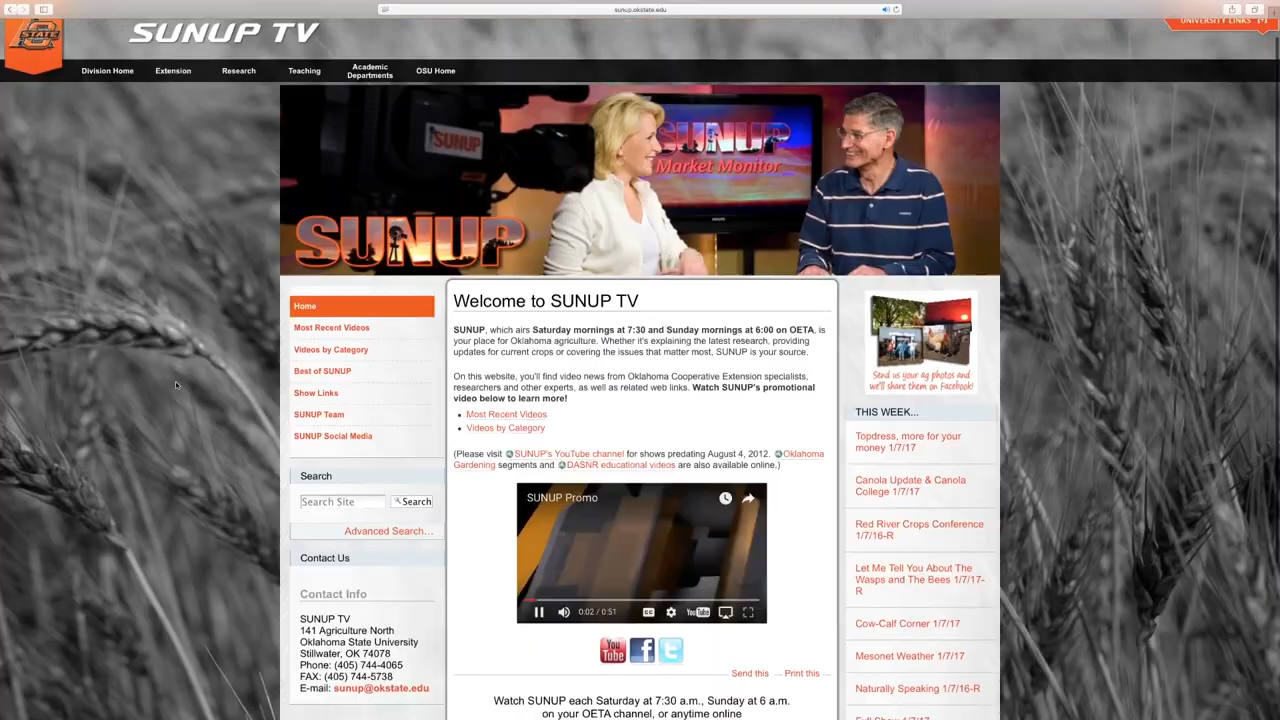 sunup.okstate.edu
STATE
SUNUP TV
UNIVERSITY LINKS [+]
Division Home
Extension
Research
Teaching
Academic
Departments
OSU Home
SUNUP
SUNUP
Market Monitor
SUNUP
Home
Most Recent Videos
Videos by Category
Best of SUNUP
Show Links
SUNUP Team
SUNUP Social Media
Search
Search Site
Search
Advanced Search…
Contact Us
Contact Info
SUNUP TV
141 Agriculture North
Oklahoma State University
Stillwater, OK 74078
Phone: (405) 744-4065
FAX: (405) 744-5738
E-mail: sunup@okstate.edu
Welcome to SUNUP TV
SUNUP, which airs Saturday mornings at 7:30 and Sunday mornings at 6:00 on OETA, is
your place for Oklahoma agriculture. Whether it's explaining the latest research, providing
updates for current crops or covering the issues that matter most, SUNUP is your source.
On this website, you'll find video news from Oklahoma Cooperative Extension specialists,
researchers and other experts, as well as related web links. Watch SUNUP's promotional
video below to learn more!
Most Recent Videos
Videos by Category
(Please visit SUNUP's YouTube channel for shows predating August 4, 2012. Oklahoma
Gardening segments and DASNR educational videos are also available online.)
SUNUP Promo
0:02 / 0:51
CC
YouTube
You
Tube
Send this
Print this
Watch SUNUP each Saturday at 7:30 a.m., Sunday at 6 a.m.
on your OETA channel, or anytime online
Send us your ag photos and
we'll share them on Facebook!
THIS WEEK...
Topdress, more for your
money 1/7/17
Canola Update & Canola
College 1/7/17
Red River Crops Conference
1/7/16-R
Let Me Tell You About The
Wasps and The Bees 1/7/17-
R
Cow-Calf Corner 1/7/17
Mesonet Weather 1/7/17
Naturally Speaking 1/7/16-R
Full Show 1/7/17